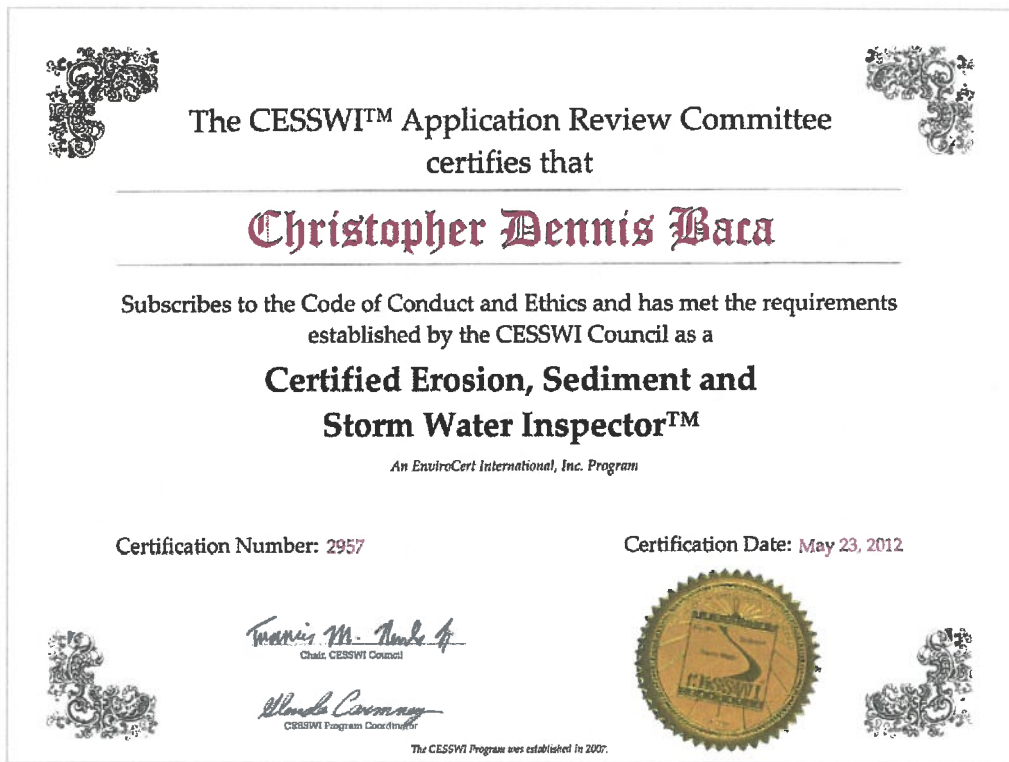 The CESSWI™ Application Review Committee
certifies that
Christopher Dennis Baca
Subscribes to the Code of Conduct and Ethics and has met the requirements
established by the CESSWI Council as a
Certified Erosion, Sediment and
Storm Water Inspector™
An EnviroCert International, Inc. Program
Certification Number: 2957
Certification Date: May 23, 2012
Francis M.
Chair, CESSWI Council
CESSWI Program Coordinator
CESSWI
The CESSWI Program was established in 2007.